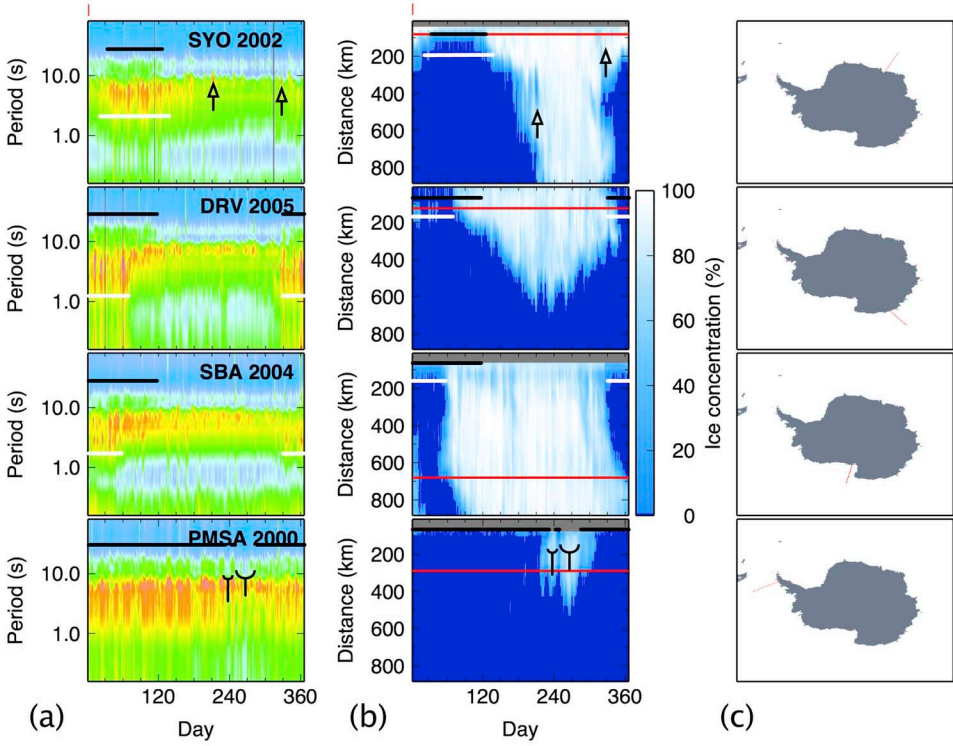 SYO 2002
Period (s)
10.0
1.0
Distance (km)
200
400
600
800
DRV 2005
Period (s)
10.0
1.0
Distance (km)
200
400
600
800
SBA 2004
Period (s)
10.0
1.0
Distance (km)
200
400
600
800
PMSA 2000
Period (s)
10.0
1.0
Distance (km)
200
400
600
800
100
80
60
40
20
0
Ice concentration (%)
120 240 360
120 240 360
(a) Day (b) Day (c)